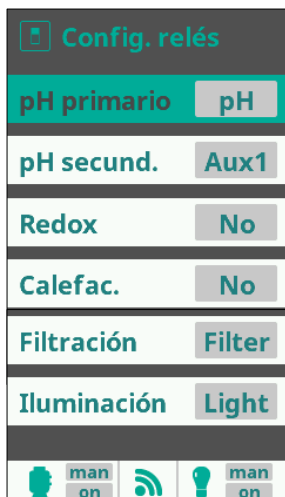 Config. relés
pH primario pH
pH secund. Aux1
Redox No
Calefac. No
Filtración Filter
Iluminación Light
man man
on on